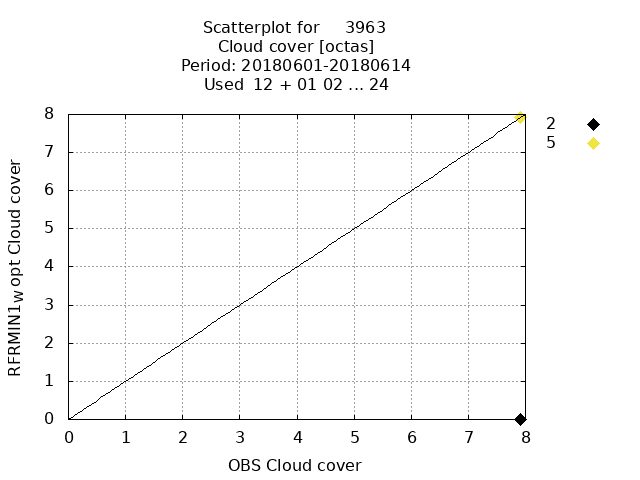 Scatterplot for 3963
Cloud cover [octas]
Period: 20180601-20180614
Used 12 + 01 02 ... 24
8
7
6
5
4
3
2
1
0
0 1 2 3 4 5 6 7 8
RFRMIN1w opt Cloud cover
OBS Cloud cover
2
5